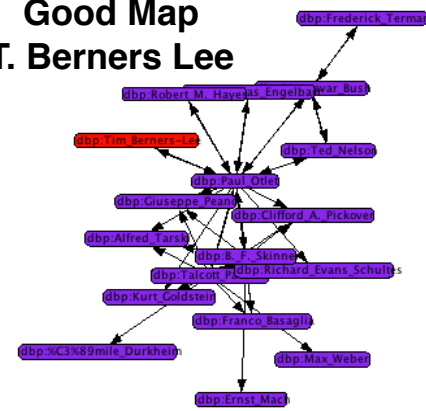 Good Map
T. Berners Lee
dbp:Frederick_Terman
dbp:Robert_M._Hayes
as_Engelba
var_Bush
dbp:Tim_Berners-Lee
dbp:Ted_Nelson
dbp:Paul_Otlet
dbp:Giuseppe_Peano
dbp:Clifford_A._Pickover
dbp:Alfred_Tarski
dbp:B._F._Skinner
dbp:Talcott_P
dbp:Richard_Evans_Schultes
dbp:Kurt_Goldstein
dbp:Franco_Basaglia
dbp:%C3%89mile_Durkheim
dbp:Max_Weber
dbp:Ernst_Mach